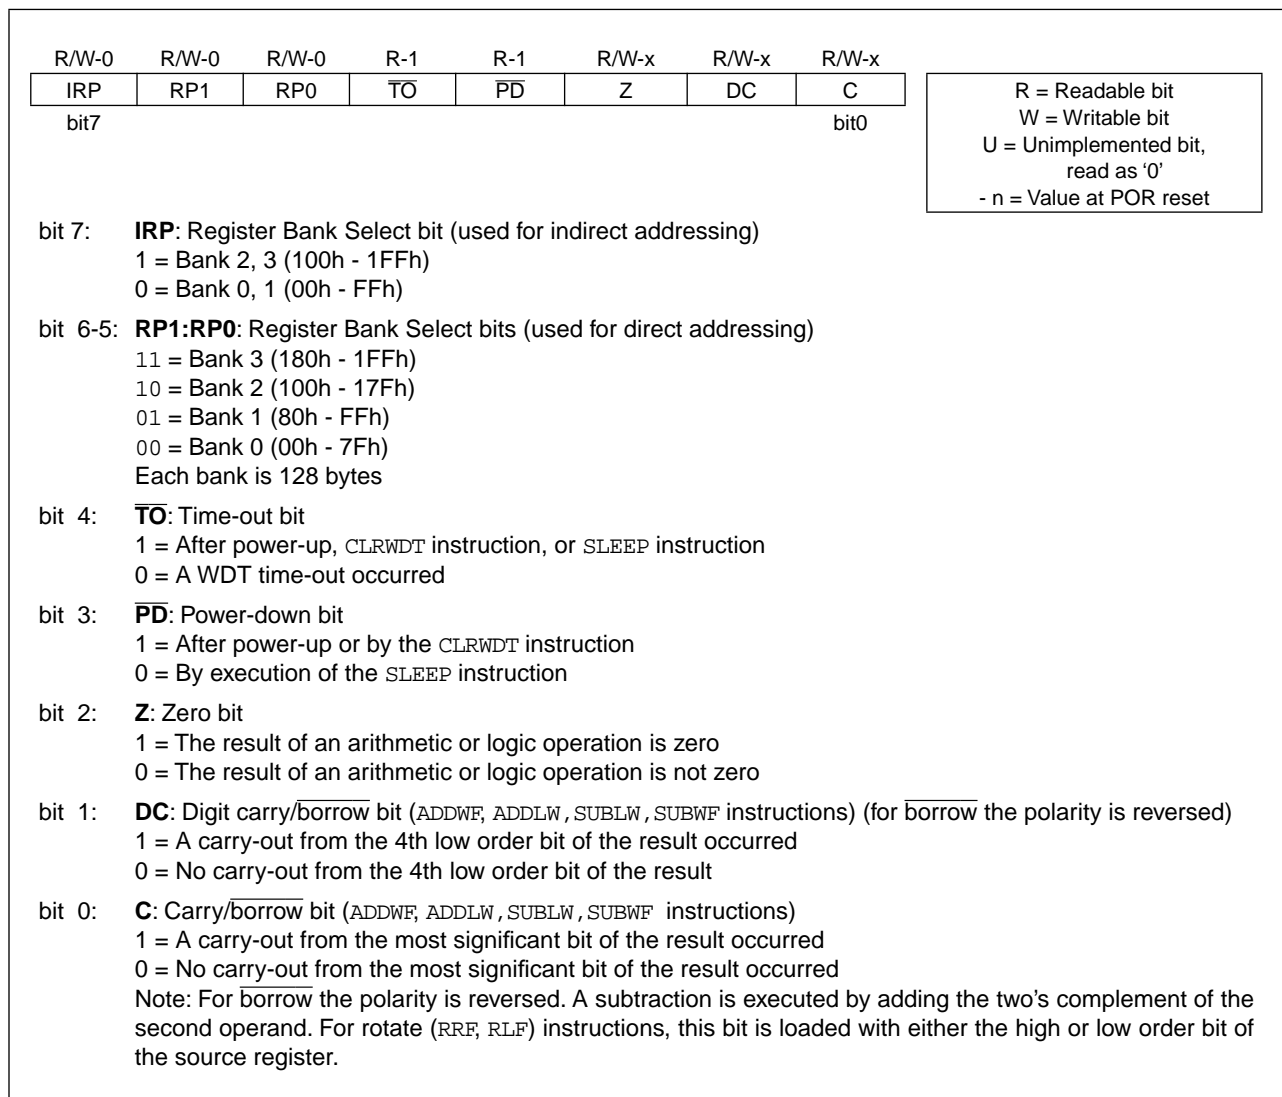 R/W-0 R/W-0 R/W-0 R-1 R-1 R/W-x R/W-x R/W-x
IRP RP1 RP0 T̅O̅ P̅D̅ Z DC C
bit7 bit0
R = Readable bit
W = Writable bit
U = Unimplemented bit,
read as ‘0’
- n = Value at POR reset
bit 7: IRP: Register Bank Select bit (used for indirect addressing)
1 = Bank 2, 3 (100h - 1FFh)
0 = Bank 0, 1 (00h - FFh)
bit 6-5: RP1:RP0: Register Bank Select bits (used for direct addressing)
11 = Bank 3 (180h - 1FFh)
10 = Bank 2 (100h - 17Fh)
01 = Bank 1 (80h - FFh)
00 = Bank 0 (00h - 7Fh)
Each bank is 128 bytes
bit 4: T̅O̅: Time-out bit
1 = After power-up, CLRWDT instruction, or SLEEP instruction
0 = A WDT time-out occurred
bit 3: P̅D̅: Power-down bit
1 = After power-up or by the CLRWDT instruction
0 = By execution of the SLEEP instruction
bit 2: Z: Zero bit
1 = The result of an arithmetic or logic operation is zero
0 = The result of an arithmetic or logic operation is not zero
bit 1: DC: Digit carry/b̅o̅r̅r̅o̅w̅ bit (ADDWF, ADDLW,SUBLW,SUBWF instructions) (for b̅o̅r̅r̅o̅w̅ the polarity is reversed)
1 = A carry-out from the 4th low order bit of the result occurred
0 = No carry-out from the 4th low order bit of the result
bit 0: C: Carry/b̅o̅r̅r̅o̅w̅ bit (ADDWF, ADDLW,SUBLW,SUBWF instructions)
1 = A carry-out from the most significant bit of the result occurred
0 = No carry-out from the most significant bit of the result occurred
Note: For b̅o̅r̅r̅o̅w̅ the polarity is reversed. A subtraction is executed by adding the two’s complement of the
second operand. For rotate (RRF, RLF) instructions, this bit is loaded with either the high or low order bit of
the source register.